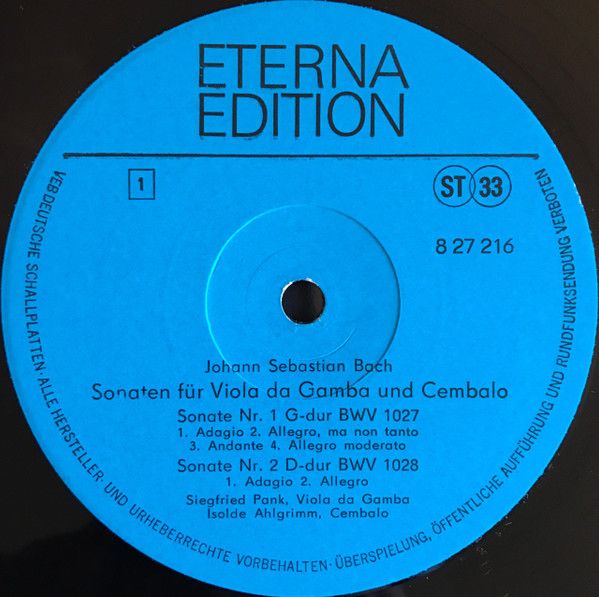 ETERNA
EDITION
1
ST 33
8 27 216
Johann Sebastian Bach
Sonaten für Viola da Gamba und Cembalo
Sonate Nr. 1 G-dur BWV 1027
1. Adagio 2. Allegro, ma non tanto
3. Andante 4. Allegro moderato
Sonate Nr. 2 D-dur BWV 1028
1. Adagio 2. Allegro
Siegfried Pank, Viola da Gamba
Isolde Ahlgrimm, Cembalo
VEB DEUTSCHE SCHALLPLATTEN · ALLE HERSTELLER- UND URHEBERRECHTE VORBEHALTEN · ÜBERSPIELUNG, ÖFFENTLICHE AUFFÜHRUNG UND RUNDFUNKSENDUNG VERBOTEN